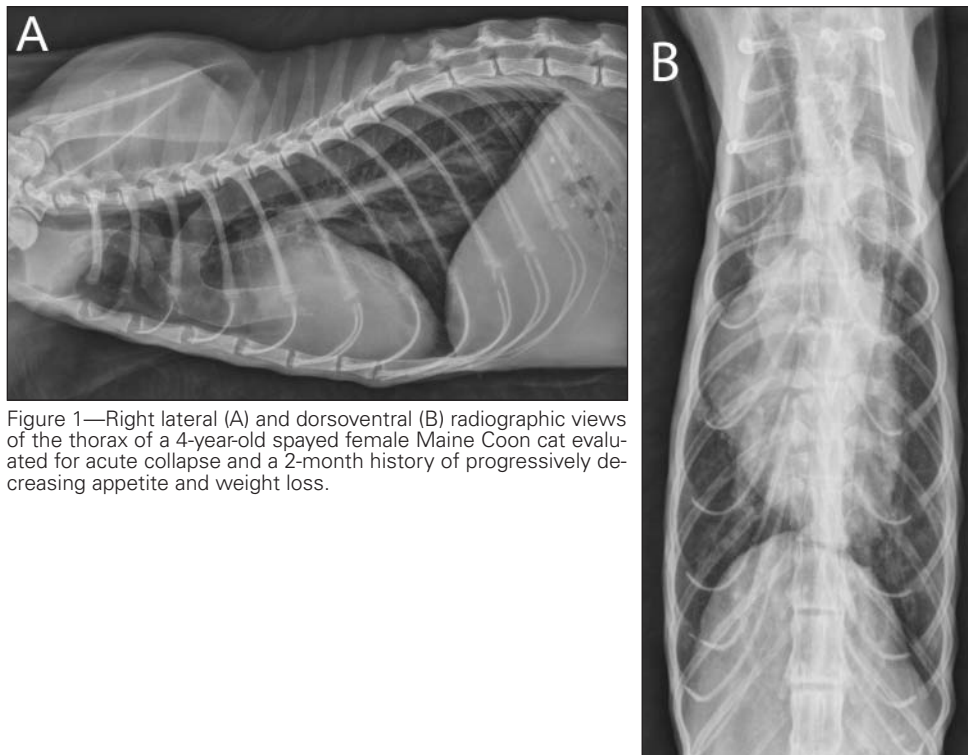 A
B
Figure 1—Right lateral (A) and dorsoventral (B) radiographic views
of the thorax of a 4-year-old spayed female Maine Coon cat evalu-
ated for acute collapse and a 2-month history of progressively de-
creasing appetite and weight loss.